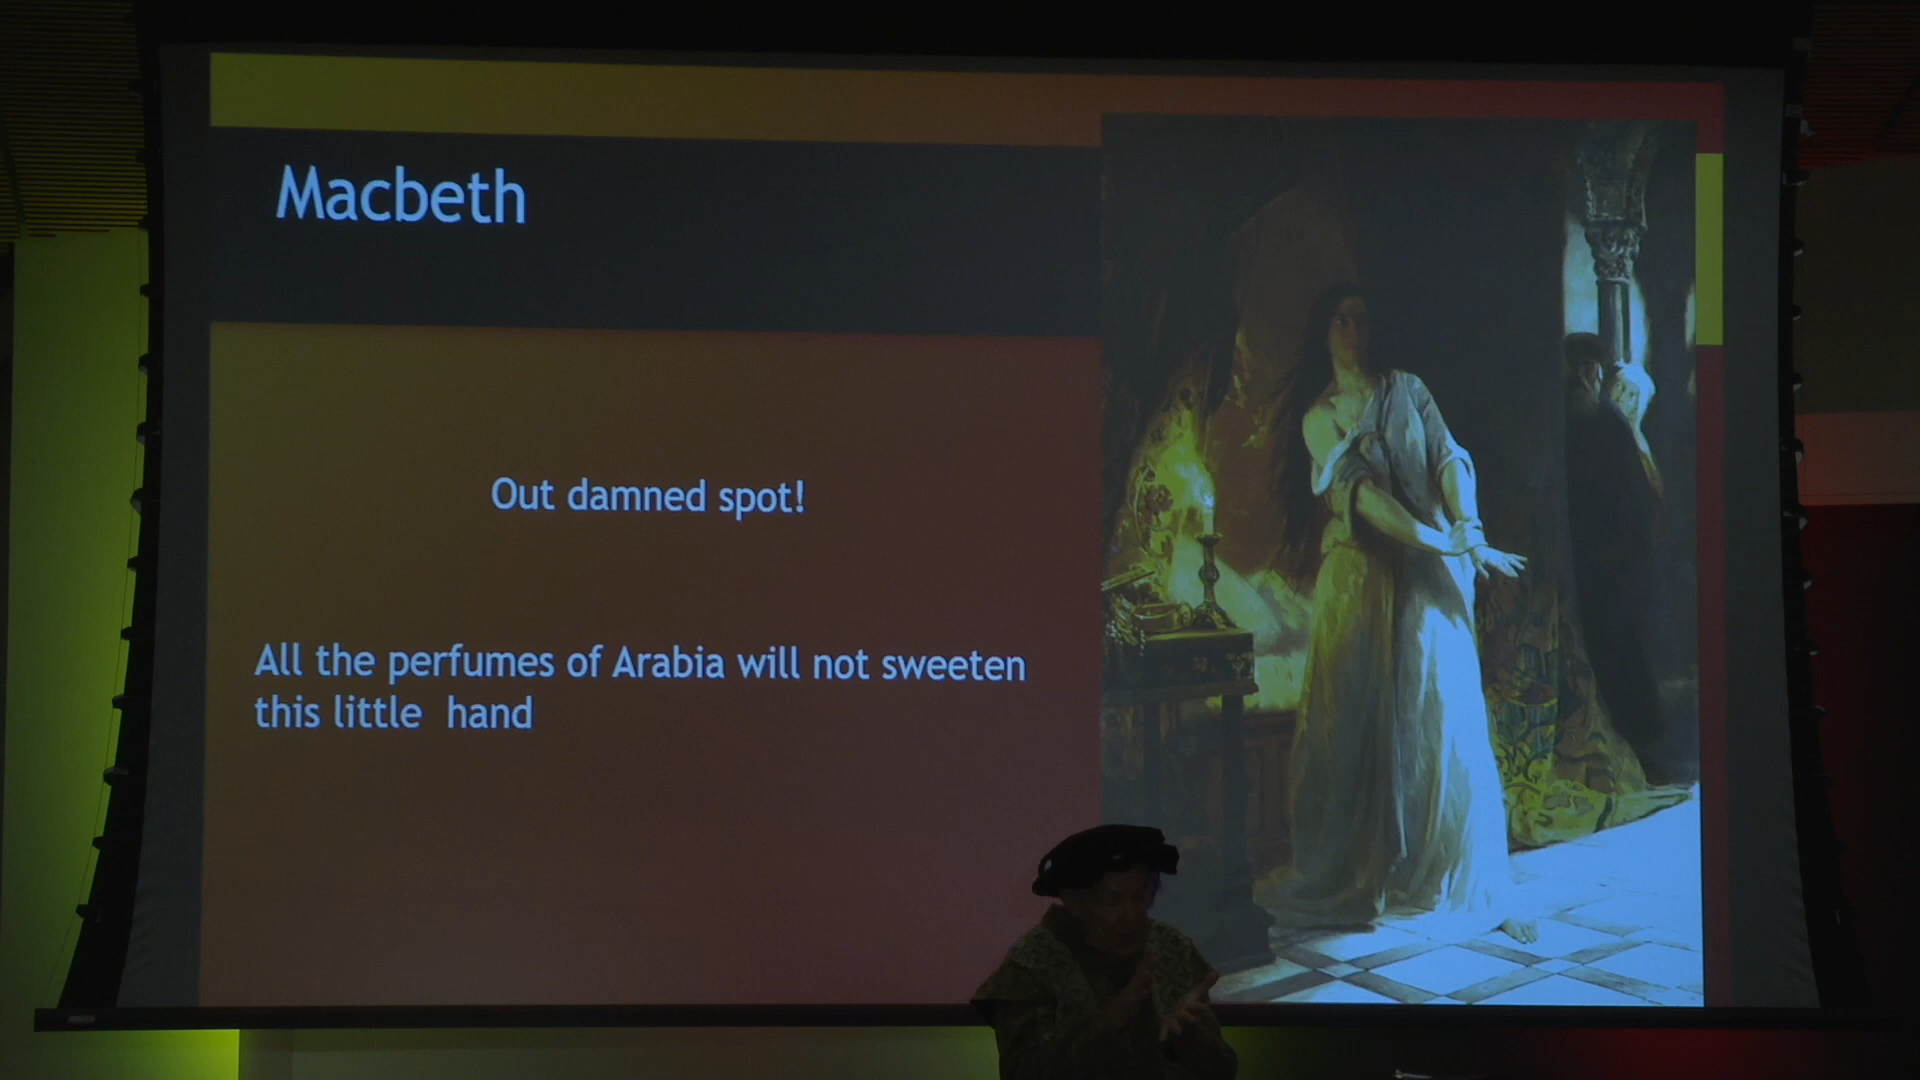 Macbeth
Out damned spot!
All the perfumes of Arabia will not sweeten
this little hand